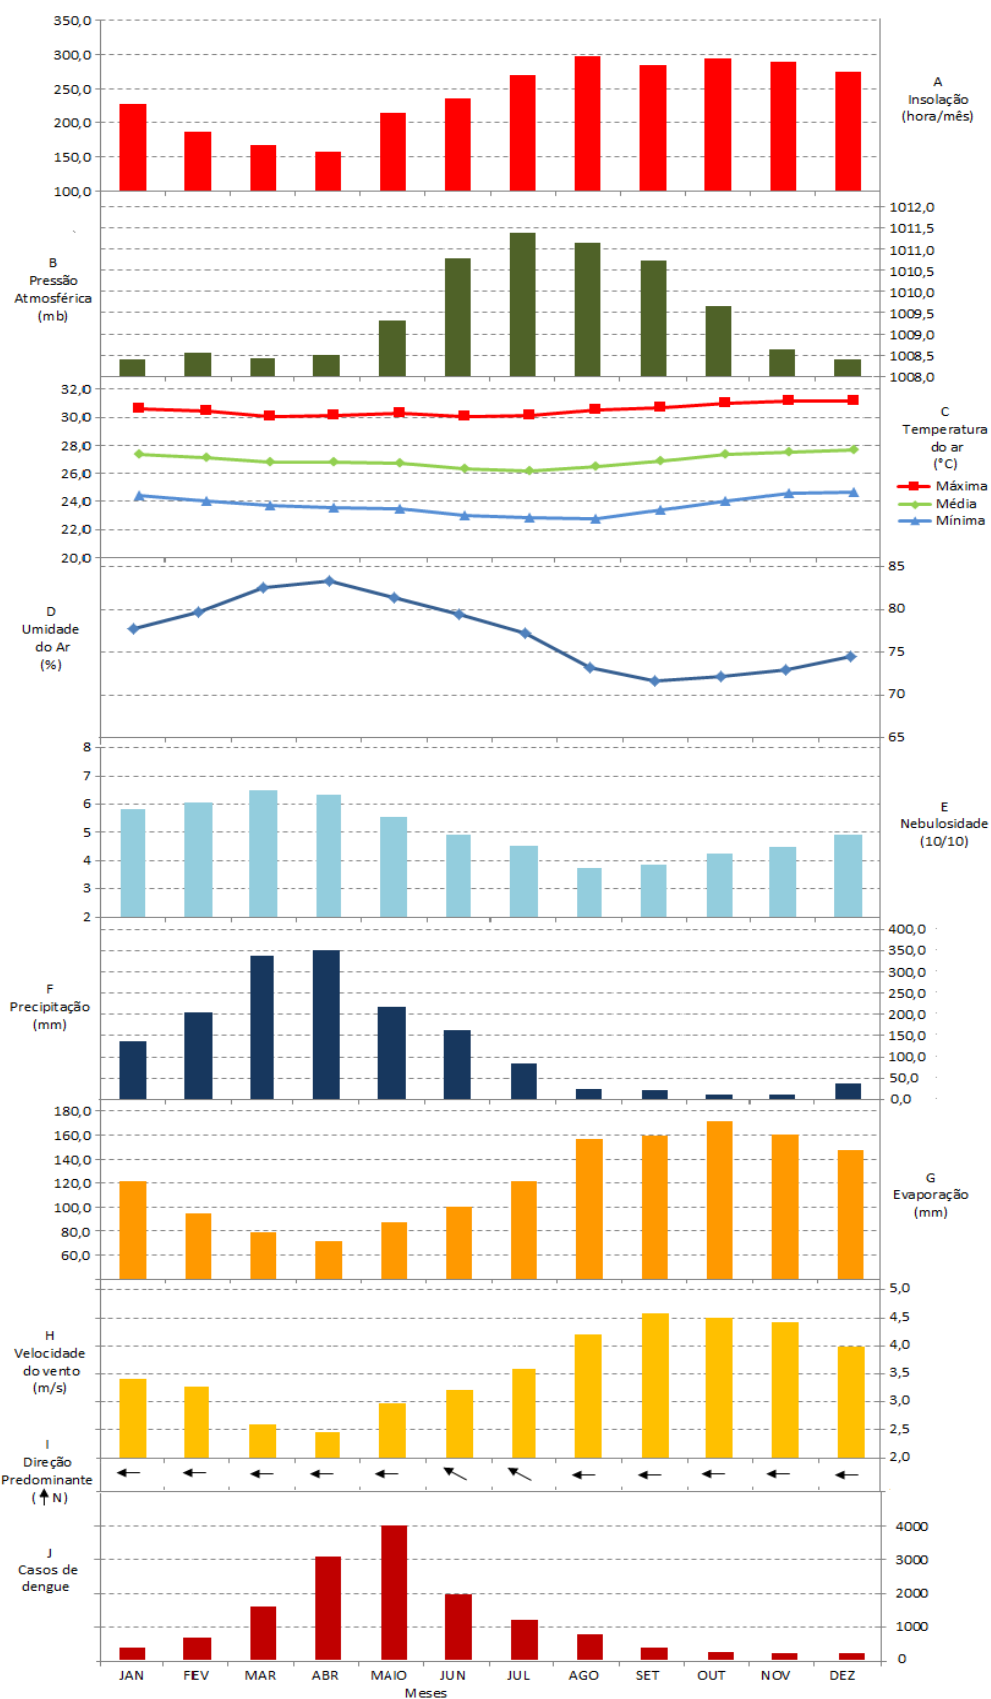 350,0
300,0
250,0
200,0
150,0
100,0
A
Insolação
(hora/mês)
B
Pressão
Atmosférica
(mb)
1012,0
1011,5
1011,0
1010,5
1010,0
1009,5
1009,0
1008,5
1008,0
32,0
30,0
28,0
26,0
24,0
22,0
20,0
C
Temperatura
do ar
(°C)
Máxima
Média
Mínima
D
Umidade
do Ar
(%)
85
80
75
70
65
8
7
6
5
4
3
2
E
Nebulosidade
(10/10)
F
Precipitação
(mm)
400,0
350,0
300,0
250,0
200,0
150,0
100,0
50,0
0,0
180,0
160,0
140,0
120,0
100,0
80,0
60,0
G
Evaporação
(mm)
H
Velocidade
do vento
(m/s)
5,0
4,5
4,0
3,5
3,0
2,5
2,0
I
Direção
Predominante
(↑N)
J
Casos de
dengue
4000
3000
2000
1000
0
JAN FEV MAR ABR MAIO JUN JUL AGO SET OUT NOV DEZ
Meses